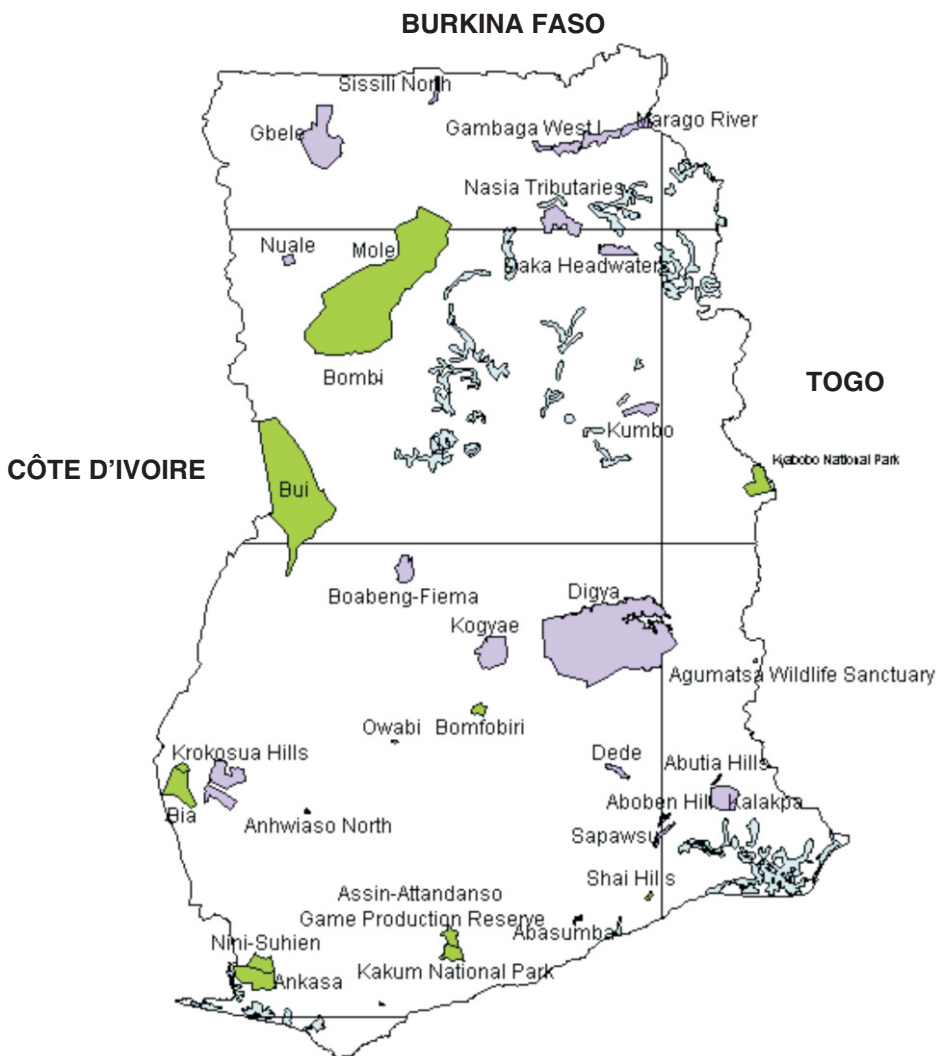 BURKINA FASO
Sissili North
Gbele
Gambaga West I
Marago River
Nasia Tributaries
Nuale
Mole
Daka Headwaters
Bombi
TOGO
Kumbo
CÔTE D'IVOIRE
Kyabobo National Park
Bui
Boabeng-Fiema
Digya
Kogyae
Agumatsa Wildlife Sanctuary
Owabi
Bomfobiri
Krokosua Hills
Dede
Abutia Hills
Bia
Aboben Hill
Kalakpa
Anhwiaso North
Sapawsu
Shai Hills
Assin-Attandanso
Game Production Reserve
Abasumba
Nini-Suhien
Ankasa
Kakum National Park